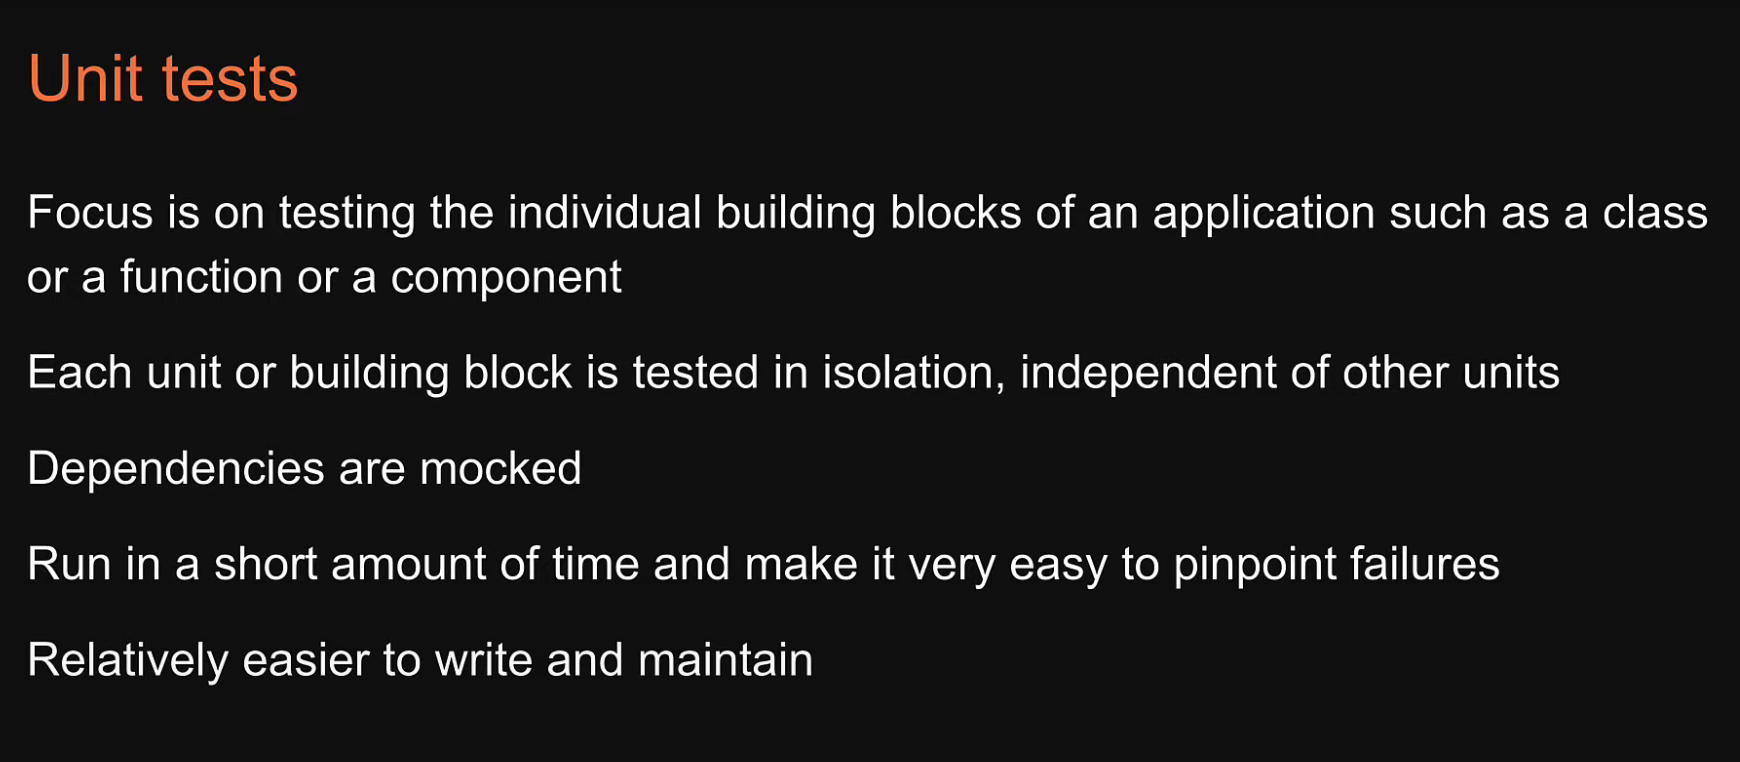 Unit tests
Focus is on testing the individual building blocks of an application such as a class
or a function or a component
Each unit or building block is tested in isolation, independent of other units
Dependencies are mocked
Run in a short amount of time and make it very easy to pinpoint failures
Relatively easier to write and maintain